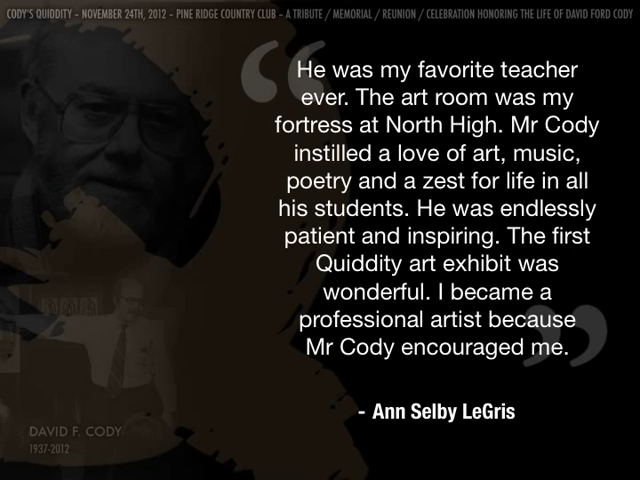 CODY'S QUIDDITY – NOVEMBER 24TH, 2012 – PINE RIDGE COUNTRY CLUB – A TRIBUTE / MEMORIAL / REUNION / CELEBRATION HONORING THE LIFE OF DAVID FORD CODY
“
He was my favorite teacher
ever. The art room was my
fortress at North High. Mr Cody
instilled a love of art, music,
poetry and a zest for life in all
his students. He was endlessly
patient and inspiring. The first
Quiddity art exhibit was
wonderful. I became a
professional artist because
Mr Cody encouraged me.
”
- Ann Selby LeGris
DAVID F. CODY
1937-2012